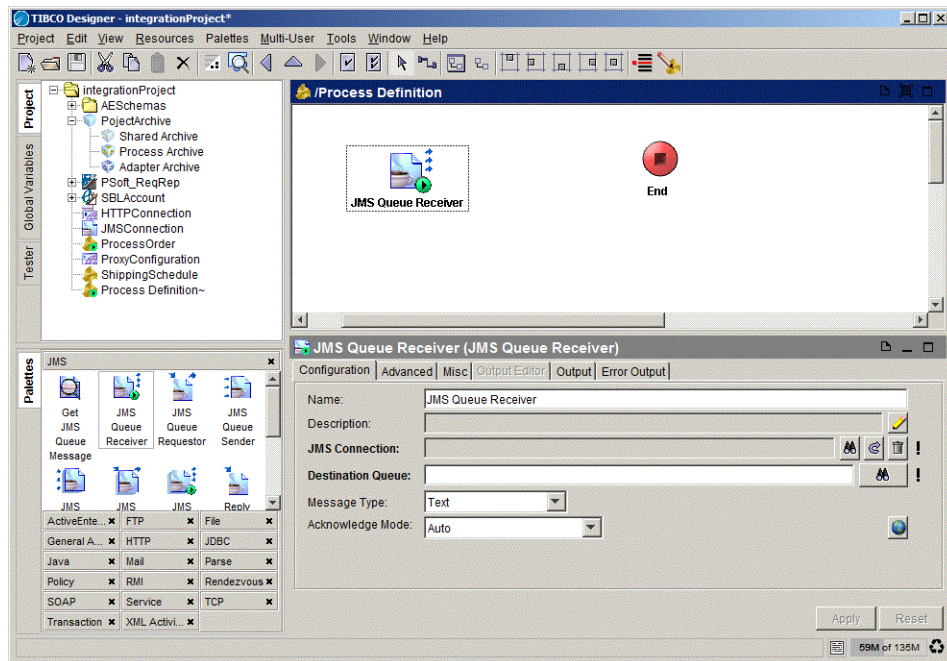 TIBCO Designer - integrationProject*
Project Edit View Resources Palettes Multi-User Tools Window Help
Project
Global Variables
Tester
integrationProject
AESchemas
PojectArchive
Shared Archive
Process Archive
Adapter Archive
PSoft_ReqRep
SBLAccount
HTTPConnection
JMSConnection
ProcessOrder
ProxyConfiguration
ShippingSchedule
Process Definition~
/Process Definition
JMS Queue Receiver
End
Palettes
JMS
Get JMS Queue Message
JMS Queue Receiver
JMS Queue Requestor
JMS Queue Sender
JMS
JMS
JMS
Reply
ActiveEnte... FTP File
General A... HTTP JDBC
Java Mail Parse
Policy RMI Rendezvous
SOAP Service TCP
Transaction XML Activi...
JMS Queue Receiver (JMS Queue Receiver)
Configuration Advanced Misc Output Editor Output Error Output
Name: JMS Queue Receiver
Description:
JMS Connection: !
Destination Queue: !
Message Type: Text
Acknowledge Mode: Auto
Apply Reset
59M of 135M